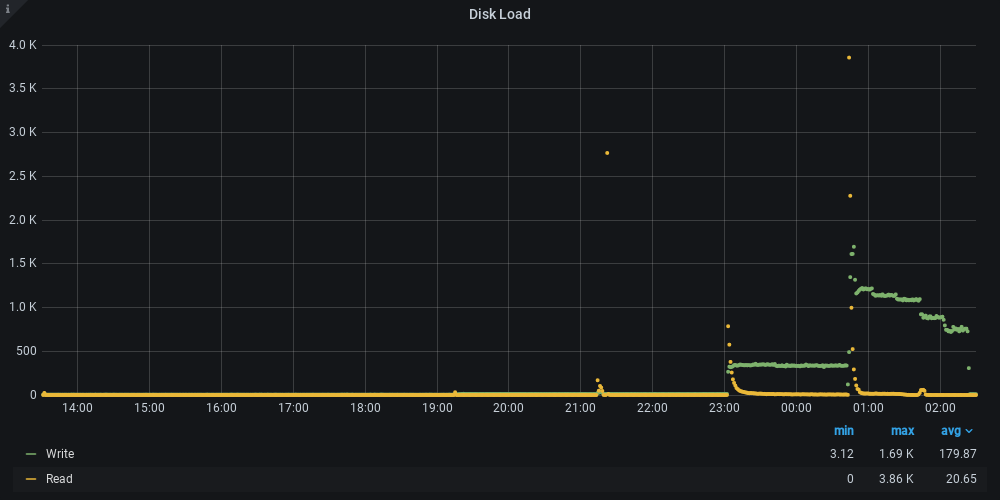 i
Disk Load
4.0 K
3.5 K
3.0 K
2.5 K
2.0 K
1.5 K
1.0 K
500
0
14:00 15:00 16:00 17:00 18:00 19:00 20:00 21:00 22:00 23:00 00:00 01:00 02:00
min max avg
Write 3.12 1.69 K 179.87
Read 0 3.86 K 20.65